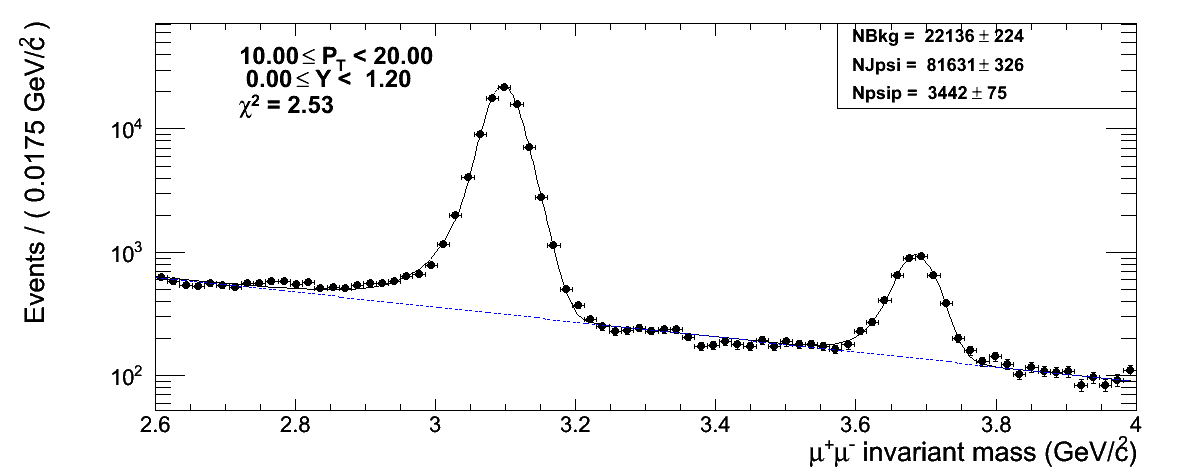 Events / ( 0.0175 GeV/c² )
10.00 ≤ P_T < 20.00
0.00 ≤ Y < 1.20
χ² = 2.53
NBkg = 22136 ± 224
NJpsi = 81631 ± 326
Npsip = 3442 ± 75
10⁴
10³
10²
2.6 2.8 3 3.2 3.4 3.6 3.8 4
μ⁺μ⁻ invariant mass (GeV/c²)